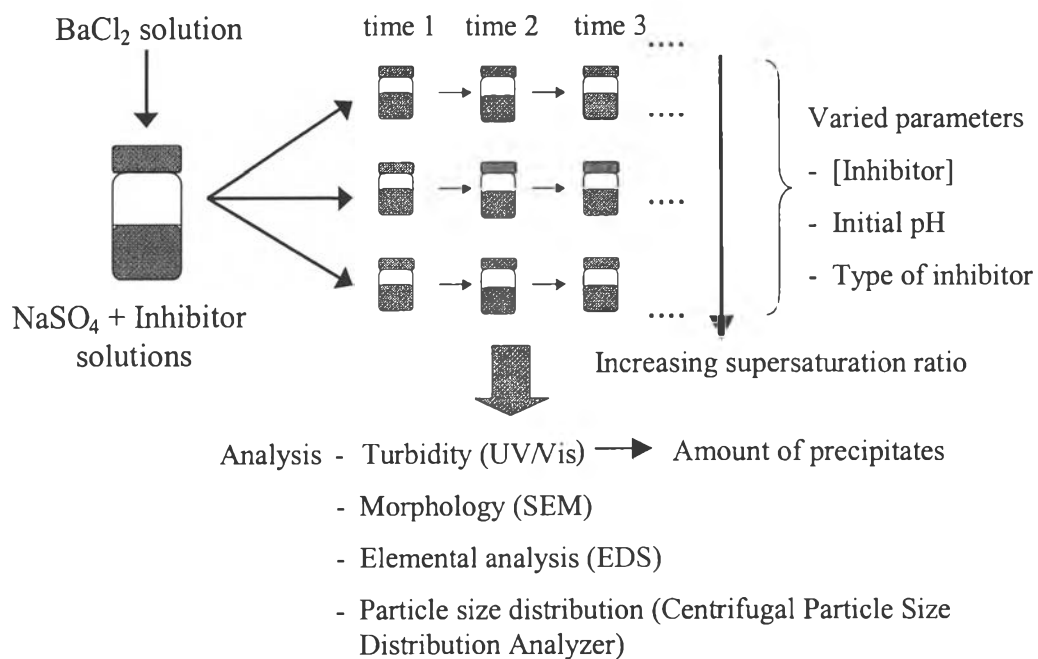 BaCl₂ solution
time 1 time 2 time 3 ....
....
....
....
NaSO₄ + Inhibitor
solutions
Varied parameters
- [Inhibitor]
- Initial pH
- Type of inhibitor
Increasing supersaturation ratio
Analysis - Turbidity (UV/Vis) → Amount of precipitates
- Morphology (SEM)
- Elemental analysis (EDS)
- Particle size distribution (Centrifugal Particle Size
Distribution Analyzer)